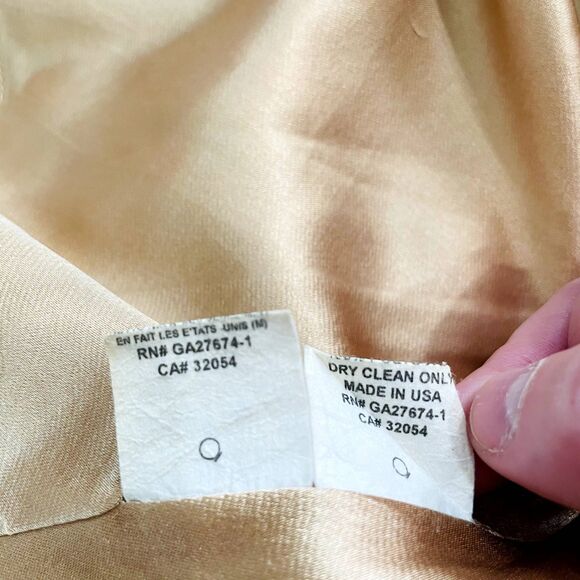 EN FAIT LES E'TATS -UNIS (M)
RN# GA27674-1
CA# 32054
DRY CLEAN ONLY
MADE IN USA
RN# GA27674-1
CA# 32054